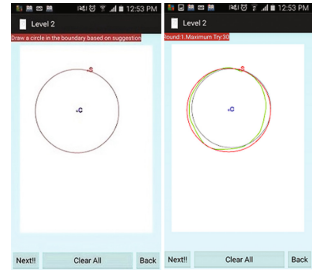 12:53 PM
Level 2
Draw a circle in the boundary based on suggestion
S
C
Next!!
Clear All
Back
12:53 PM
Level 2
Round:1.Maximum Try:30
S
C
Next!!
Clear All
Back